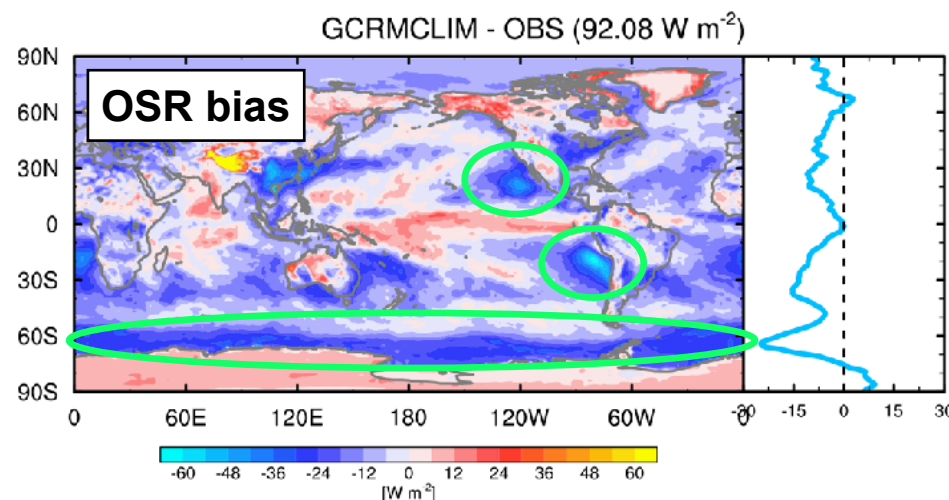 GCRMCLIM - OBS (92.08 W m⁻²)
OSR bias
90N
60N
30N
0
30S
60S
90S
0 60E 120E 180 120W 60W
-30 -15 0 15 30
-60 -48 -36 -24 -12 0 12 24 36 48 60
[W m⁻²]